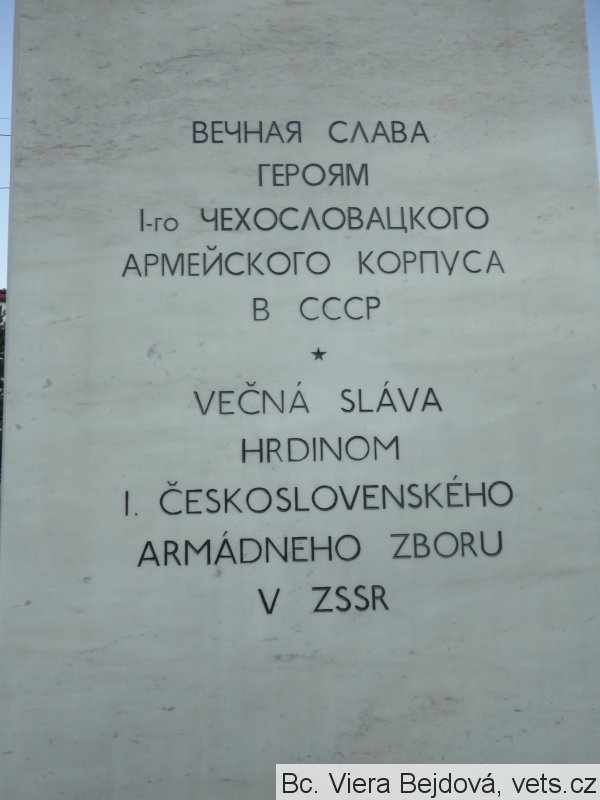 ВЕЧНАЯ СЛАВА
ГЕРОЯМ
I-го ЧЕХОСЛОВАЦКОГО
АРМЕЙСКОГО КОРПУСА
В СССР
★
VEČNÁ SLÁVA
HRDINOM
I. ČESKOSLOVENSKÉHO
ARMÁDNEHO ZBORU
V ZSSR
Bc. Viera Bejdová, vets.cz